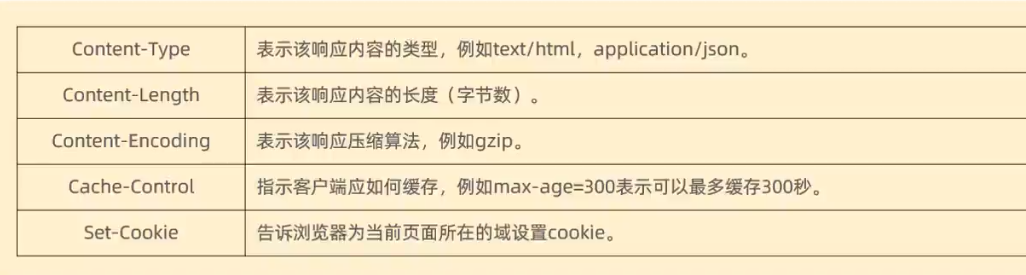 Content-Type 表示该响应内容的类型，例如text/html，application/json。
Content-Length 表示该响应内容的长度（字节数）。
Content-Encoding 表示该响应压缩算法，例如gzip。
Cache-Control 指示客户端应如何缓存，例如max-age=300表示可以最多缓存300秒。
Set-Cookie 告诉浏览器为当前页面所在的域设置cookie。